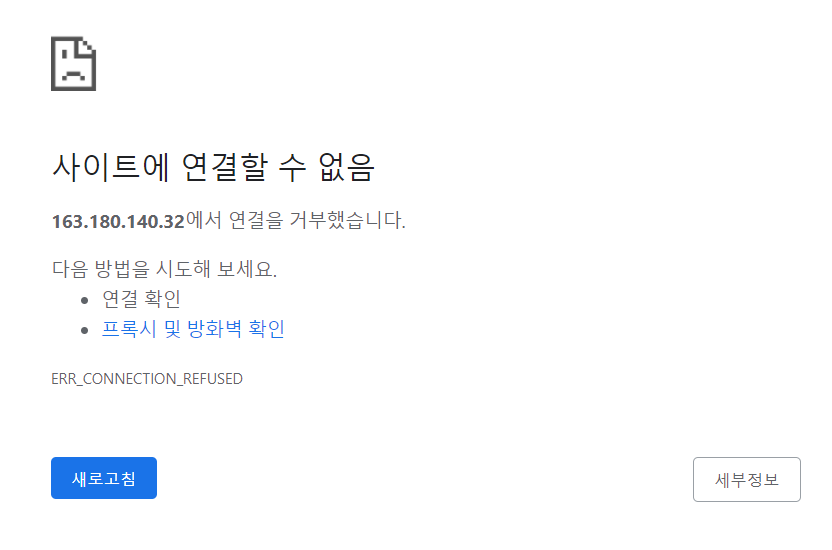 사이트에 연결할 수 없음
163.180.140.32에서 연결을 거부했습니다.
다음 방법을 시도해 보세요.
연결 확인
프록시 및 방화벽 확인
ERR_CONNECTION_REFUSED
새로고침
세부정보